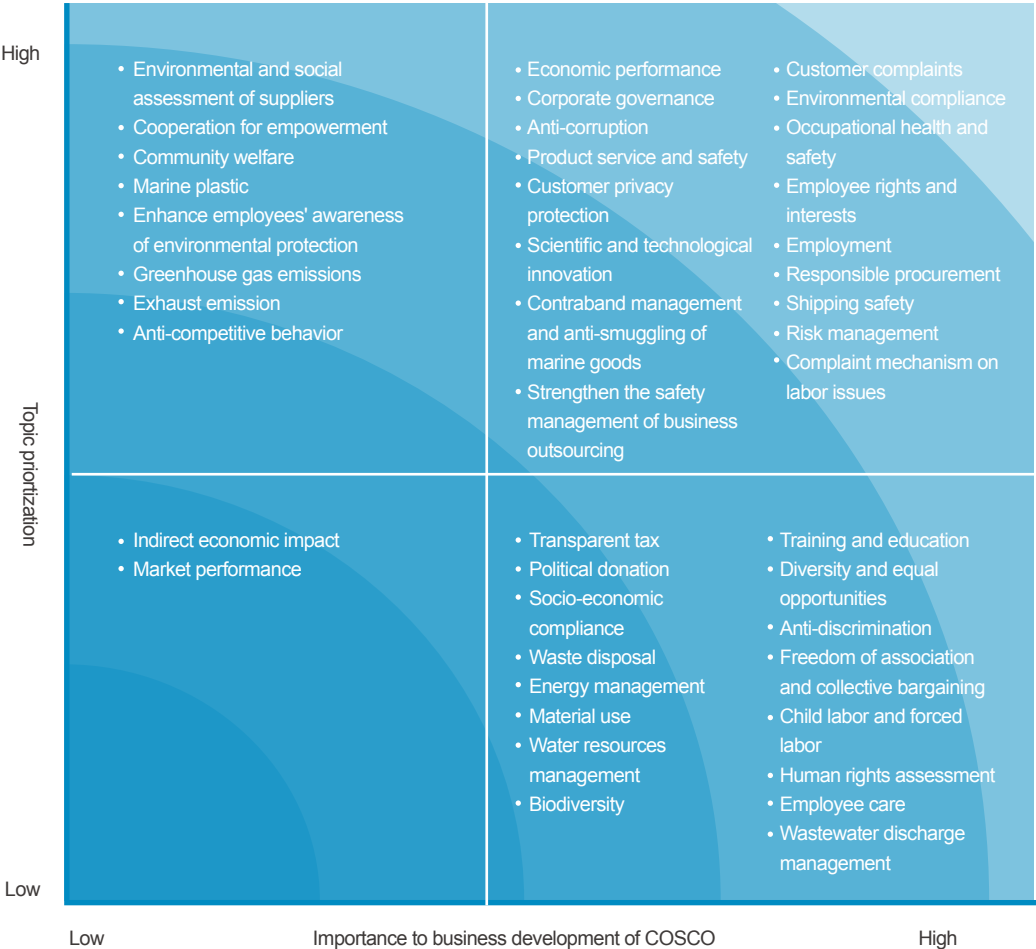 High
• Environmental and social
assessment of suppliers
• Cooperation for empowerment
• Community welfare
• Marine plastic
• Enhance employees' awareness
of environmental protection
• Greenhouse gas emissions
• Exhaust emission
• Anti-competitive behavior
• Economic performance
• Corporate governance
• Anti-corruption
• Product service and safety
• Customer privacy
protection
• Scientific and technological
innovation
• Contraband management
and anti-smuggling of
marine goods
• Strengthen the safety
management of business
outsourcing
• Customer complaints
• Environmental compliance
• Occupational health and
safety
• Employee rights and
interests
• Employment
• Responsible procurement
• Shipping safety
• Risk management
• Complaint mechanism on
labor issues
Topic priortization
• Indirect economic impact
• Market performance
• Transparent tax
• Political donation
• Socio-economic
compliance
• Waste disposal
• Energy management
• Material use
• Water resources
management
• Biodiversity
• Training and education
• Diversity and equal
opportunities
• Anti-discrimination
• Freedom of association
and collective bargaining
• Child labor and forced
labor
• Human rights assessment
• Employee care
• Wastewater discharge
management
Low
Low
Importance to business development of COSCO
High